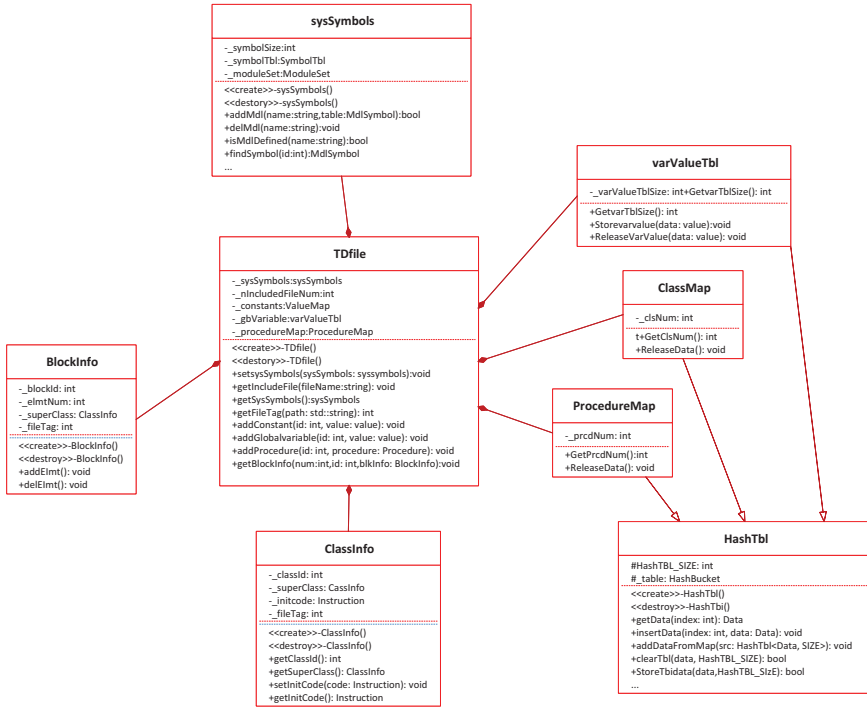 sysSymbols
-_symbolSize:int
-_symbolTbl:SymbolTbl
-_moduleSet:ModuleSet
<<create>>-sysSymbols()
<<destory>>-sysSymbols()
+addMdl(name:string,table:MdlSymbol):bool
+delMdl(name:string):void
+isMdlDefined(name:string):bool
+findSymbol(id:int):MdlSymbol
...
varValueTbl
-_varValueTblSize: int+GetvarTblSize(): int
+GetvarTblSize(): int
+Storevarvalue(data: value):void
+ReleaseVarValue(data: value): void
TDfile
-_sysSymbols:sysSymbols
-_nIncludedFileNum:int
-_constants:ValueMap
-_gbVariable:varValueTbl
-_procedureMap:ProcedureMap
<<create>>-TDfile()
<<destory>>-TDfile()
+setsySymbols(sysSymbols: syssymbols):void
+getIncludeFile(fileName:string): void
+getSysSymbols():sysSymbols
+getFileTag(path: std::string): int
+addConstant(id: int, value: value): void
+addGlobalvariable(id: int, value: value): void
+addProcedure(id: int, procedure: Procedure): void
+getBlockInfo(num:int,id: int,blkInfo: BlockInfo):void
ClassMap
-_clsNum: int
t+GetClsNum(): int
+ReleaseData(): void
BlockInfo
-_blockId: int
-_elmtNum: int
-_superClass: ClassInfo
-_fileTag: int
<<create>>-BlockInfo()
<<destroy>>-BlockInfo()
+addElmt(): void
+delElmt(): void
ProcedureMap
-_prcdNum: int
+GetPrcdNum():int
+ReleaseData(): void
ClassInfo
-_classId: int
-_superClass: CassInfo
-_initcode: Instruction
-_fileTag: int
<<create>>-ClassInfo()
<<destroy>>-ClassInfo()
+getClassId(): int
+getSuperClass(): ClassInfo
+setInitCode(code: Instruction): void
+getInitCode(): Instruction
HashTbl
#HashTBL_SIZE: int
#_table: HashBucket
<<create>>-HashTbl()
<<destroy>>-HashTbi()
+getData(index: int): Data
+insertData(index: int, data: Data): void
+addDataFromMap(src: HashTbl<Data, SIZE>): void
+clearTbl(data, HashTBL_SIZE): bool
+StoreTbidata(data,HashTBL_SIzE): bool
...